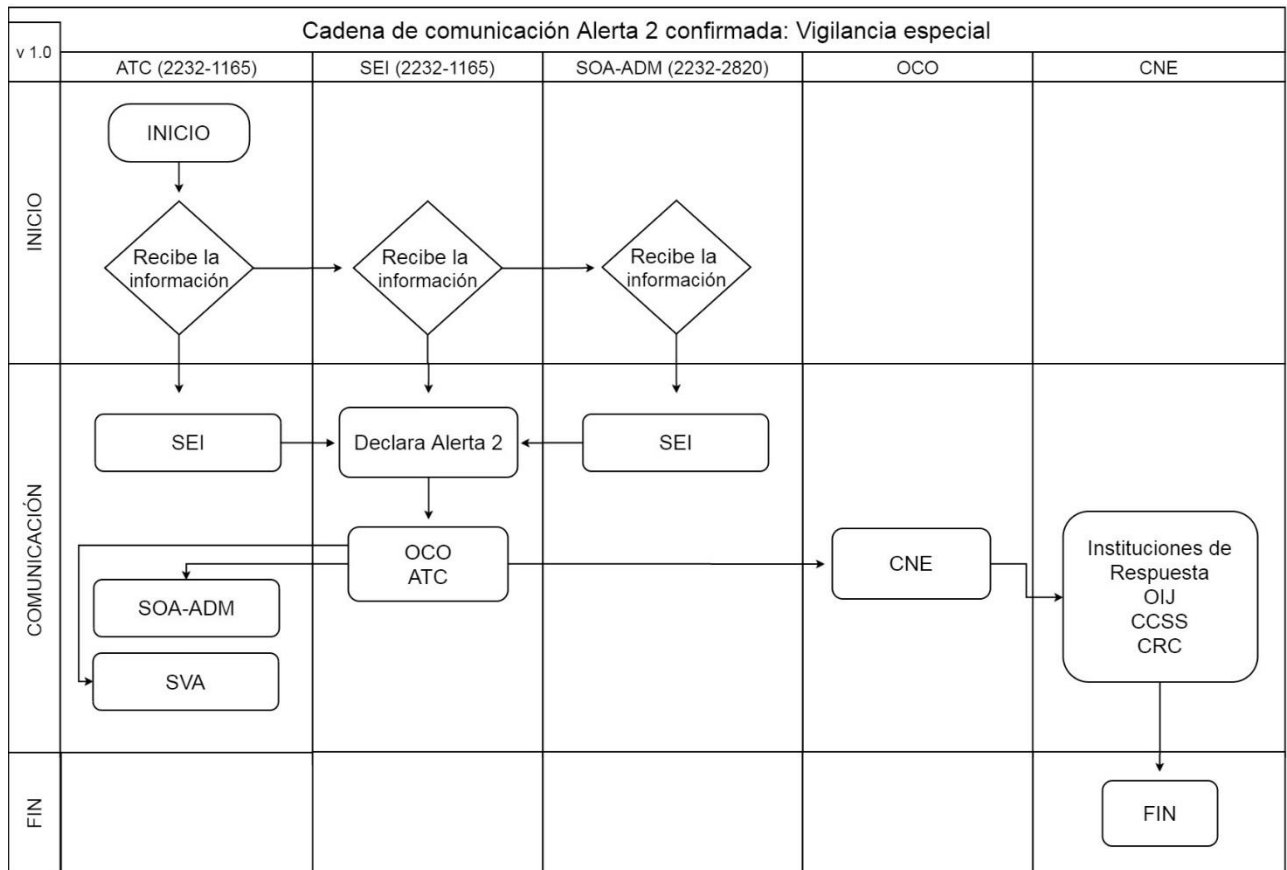 Cadena de comunicación Alerta 2 confirmada: Vigilancia especial
v 1.0
ATC (2232-1165)
SEI (2232-1165)
SOA-ADM (2232-2820)
OCO
CNE
INICIO
INICIO
Recibe la
información
Recibe la
información
Recibe la
información
COMUNICACIÓN
SEI
Declara Alerta 2
SEI
OCO
ATC
CNE
Instituciones de
Respuesta
OIJ
CCSS
CRC
SOA-ADM
SVA
FIN
FIN